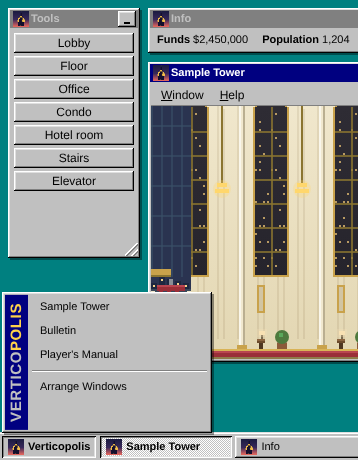 Tools
Lobby
Floor
Office
Condo
Hotel room
Stairs
Elevator
Info
Funds $2,450,000 Population 1,204
Sample Tower
Window Help
VERTICOPOLIS
Sample Tower
Bulletin
Player's Manual
Arrange Windows
Verticopolis
Sample Tower
Info